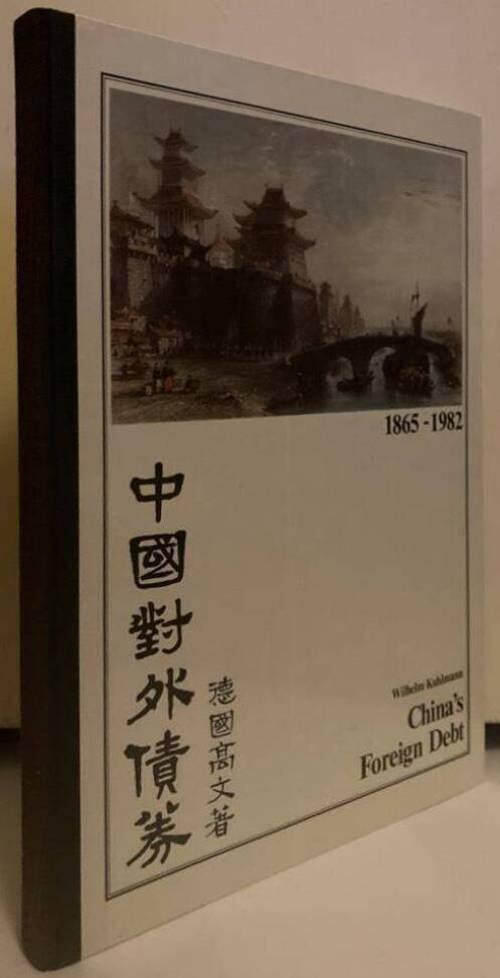 1865-1982
中國對外債券
德國高文著
Wilhelm Kuhlmann
China's
Foreign Debt